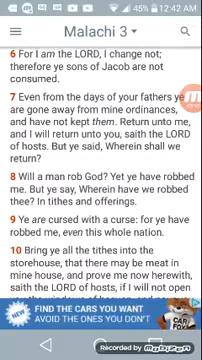 45% 12:42 AM
Malachi 3
6 For I am the LORD, I change not;
therefore ye sons of Jacob are not
consumed.
7 Even from the days of your fathers ye
are gone away from mine ordinances,
and have not kept them. Return unto me,
and I will return unto you, saith the LORD
of hosts. But ye said, Wherein shall we
return?
8 Will a man rob God? Yet ye have robbed
me. But ye say, Wherein have we robbed
thee? In tithes and offerings.
9 Ye are cursed with a curse: for ye have
robbed me, even this whole nation.
10 Bring ye all the tithes into the
storehouse, that there may be meat in
mine house, and prove me now herewith,
saith the LORD of hosts, if I will not open
NEW
FIND THE CARS YOU WANT
AVOID THE ONES YOU DON'T
CAR
FOX
RECORDED WITH
Mobizen